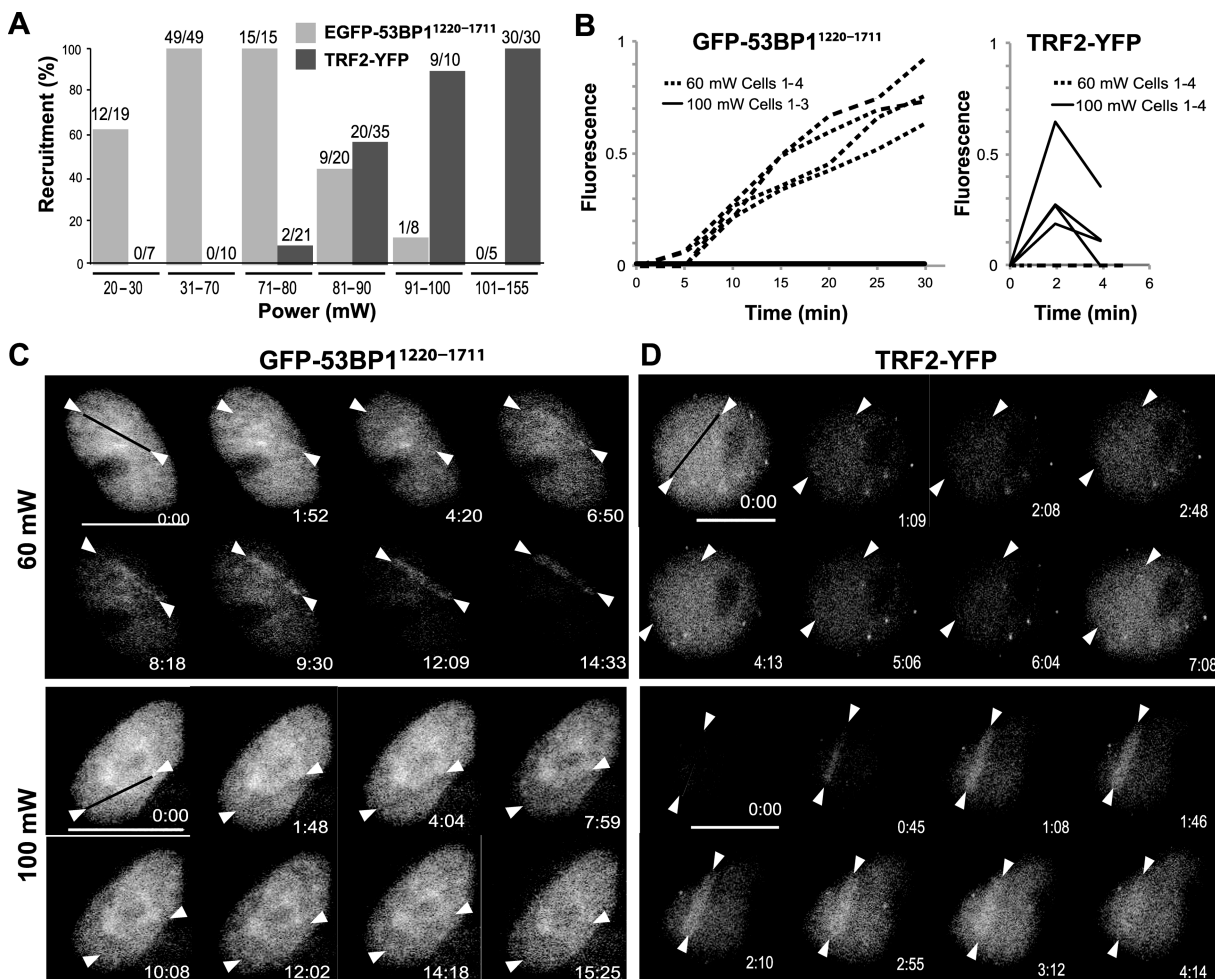 A
EGFP-53BP1¹²²⁰⁻¹⁷¹¹
TRF2-YFP
Recruitment (%)
100
80
60
40
20
0
12/19
0/7
49/49
0/10
15/15
2/21
9/20
20/35
1/8
9/10
0/5
30/30
20–30
31–70
71–80
81–90
91–100
101–155
Power (mW)
B
GFP-53BP1¹²²⁰⁻¹⁷¹¹
60 mW Cells 1-4
100 mW Cells 1-3
Fluorescence
1
0.5
0
0 5 10 15 20 25 30
Time (min)
TRF2-YFP
60 mW Cells 1-4
100 mW Cells 1-4
Fluorescence
1
0.5
0
0 2 4 6
Time (min)
C
GFP-53BP1¹²²⁰⁻¹⁷¹¹
60 mW
0:00 1:52 4:20 6:50
8:18 9:30 12:09 14:33
100 mW
0:00 1:48 4:04 7:59
10:08 12:02 14:18 15:25
D
TRF2-YFP
0:00 1:09 2:08 2:48
4:13 5:06 6:04 7:08
0:00 0:45 1:08 1:46
2:10 2:55 3:12 4:14